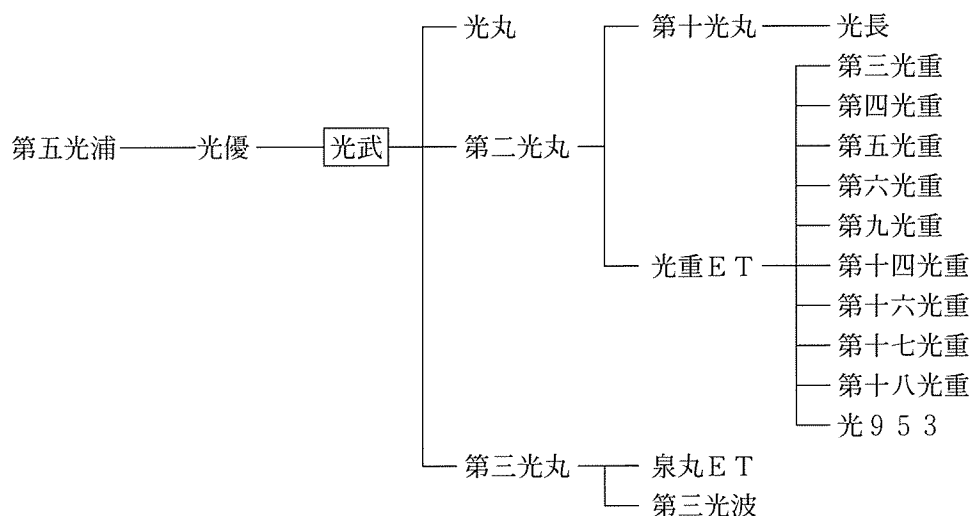 光丸
第十光丸 光長
第三光重
第四光重
第五光浦 光優 光武 第二光丸 第五光重
第六光重
第九光重
光重ＥＴ 第十四光重
第十六光重
第十七光重
第十八光重
光９５３
第三光丸 泉丸ＥＴ
第三光波